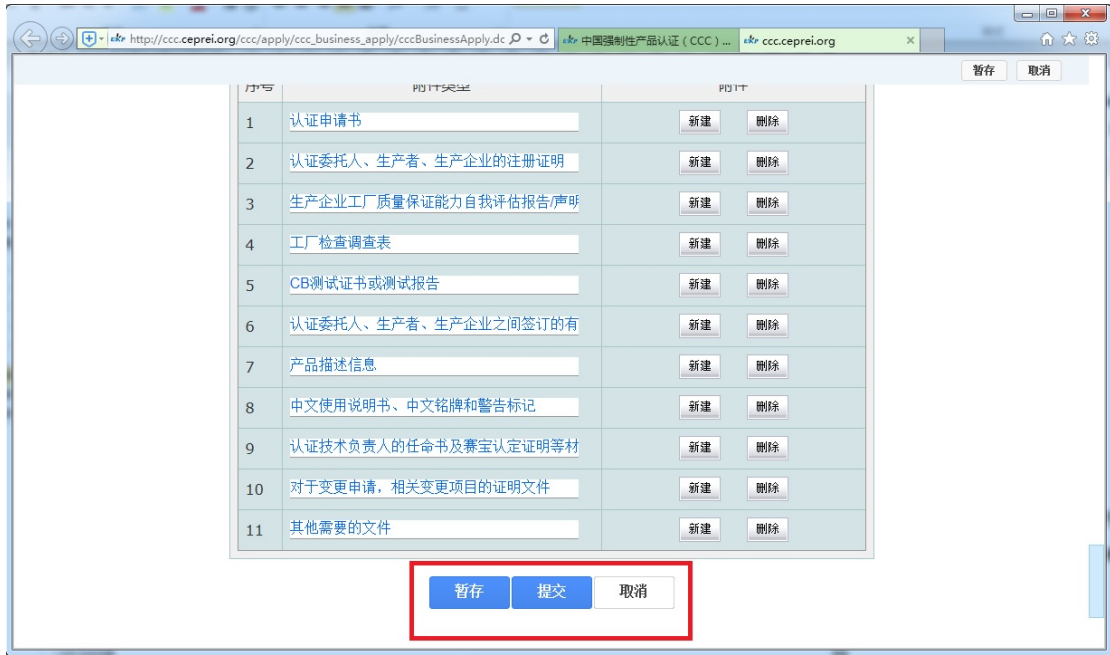 http://ccc.ceprei.org/ccc/apply/ccc_business_apply/cccBusinessApply.dc
中国强制性产品认证（CCC）...
ccc.ceprei.org
暂存 取消
序号 附件类型 附件
1 认证申请书 新建 删除
2 认证委托人、生产者、生产企业的注册证明 新建 删除
3 生产企业工厂质量保证能力自我评估报告/声明 新建 删除
4 工厂检查调查表 新建 删除
5 CB测试证书或测试报告 新建 删除
6 认证委托人、生产者、生产企业之间签订的有 新建 删除
7 产品描述信息 新建 删除
8 中文使用说明书、中文铭牌和警告标记 新建 删除
9 认证技术负责人的任命书及赛宝认定证明等材 新建 删除
10 对于变更申请，相关变更项目的证明文件 新建 删除
11 其他需要的文件 新建 删除
暂存 提交 取消